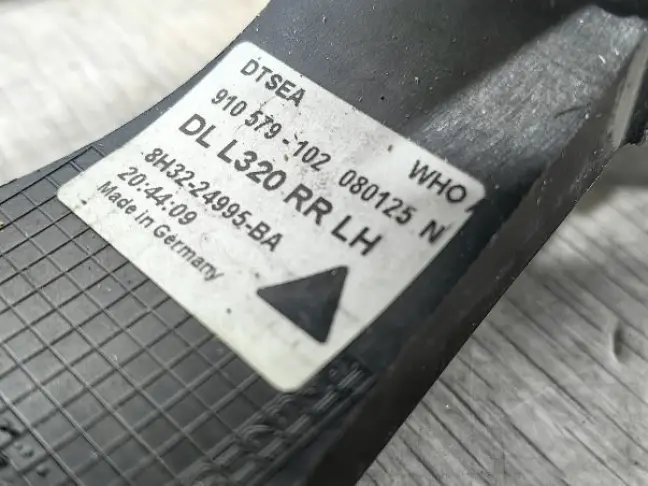 DTSEA WHO
910 579-102 080125 N
DL L320 RR LH
8H32-24995-BA
20:44:09
Made in Germany